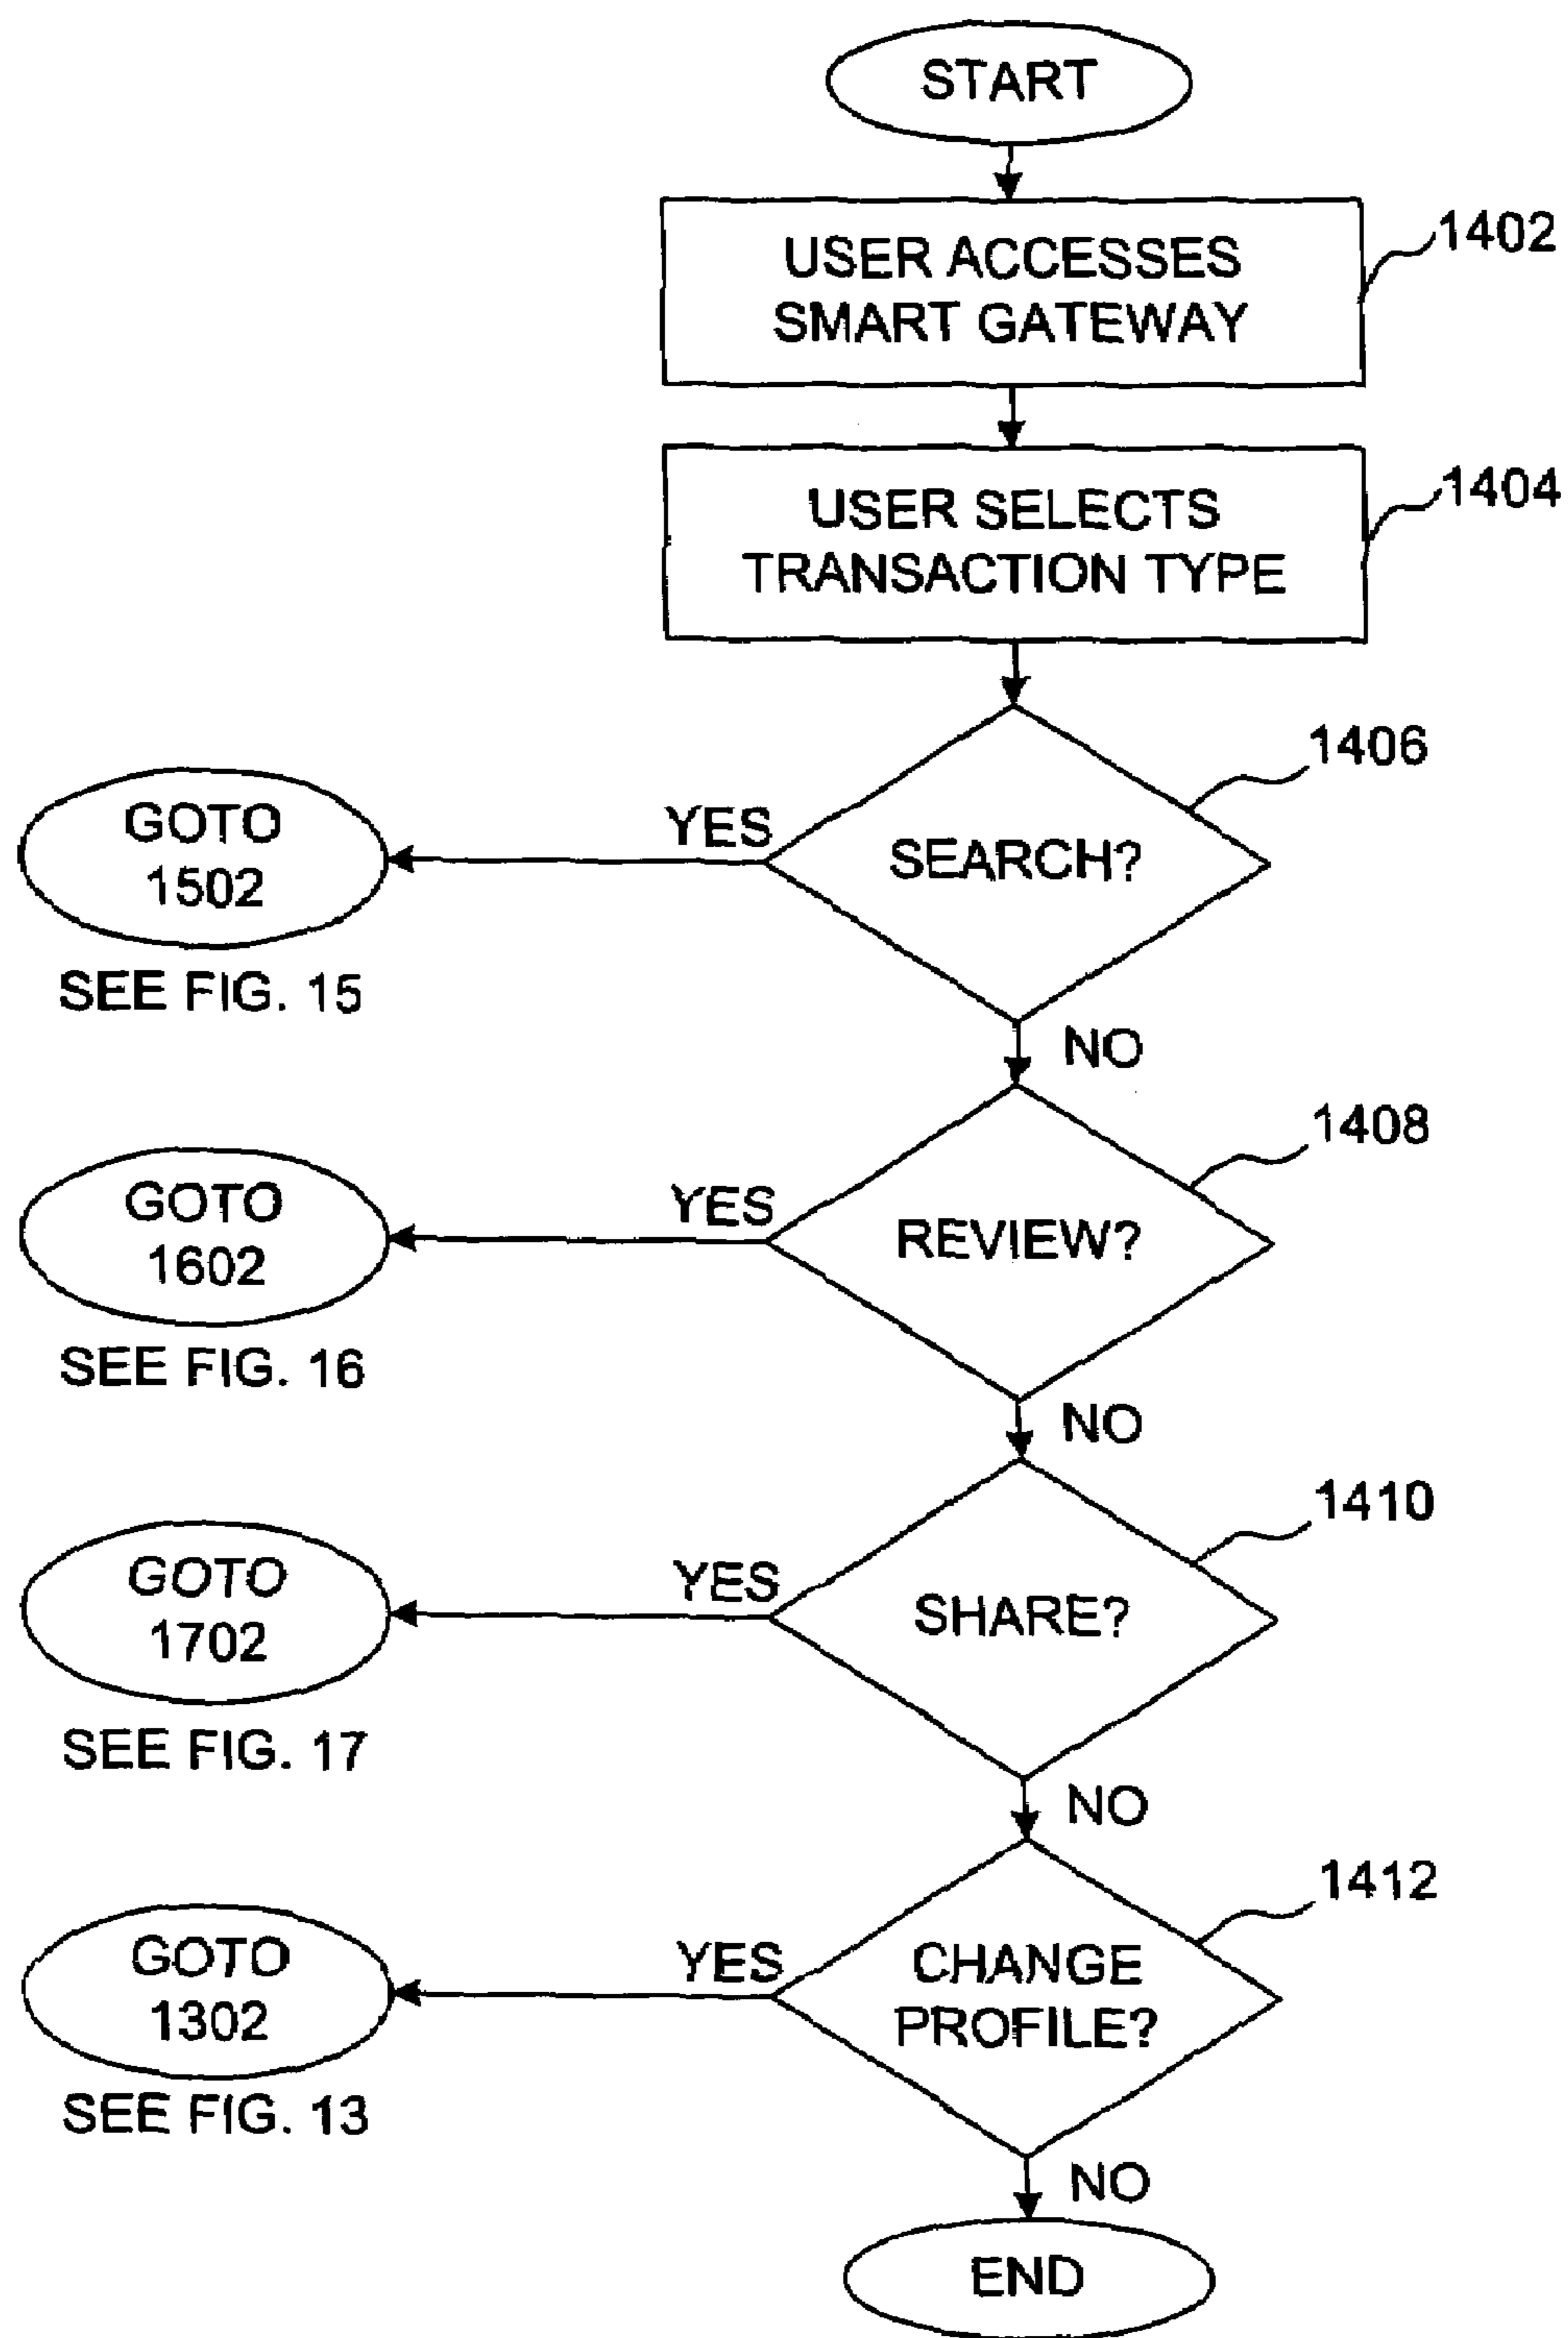 START
USER ACCESSES
SMART GATEWAY
1402
USER SELECTS
TRANSACTION TYPE
1404
1406
SEARCH?
YES
GOTO
1502
SEE FIG. 15
NO
1408
REVIEW?
YES
GOTO
1602
SEE FIG. 16
NO
1410
SHARE?
YES
GOTO
1702
SEE FIG. 17
NO
1412
CHANGE
PROFILE?
YES
GOTO
1302
SEE FIG. 13
NO
END